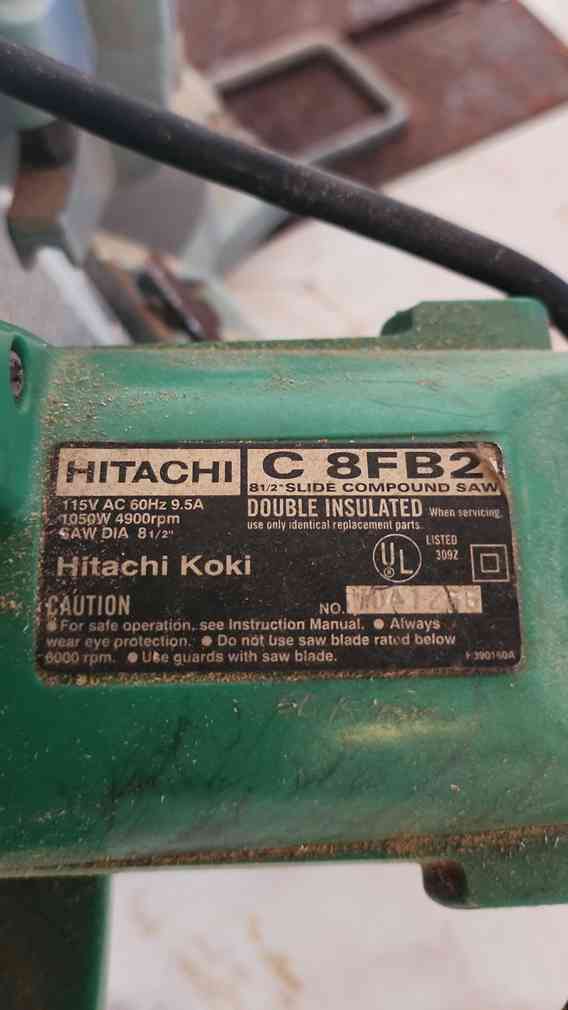 HITACHI
C 8FB2
8 1/2" SLIDE COMPOUND SAW
115V AC 60Hz 9.5A
1050W 4900rpm
SAW DIA 8 1/2"
DOUBLE INSULATED When servicing,
use only identical replacement parts.
UL
®
LISTED
309Z
Hitachi Koki
CAUTION
NO.
● For safe operation, see Instruction Manual. ● Always
wear eye protection. ● Do not use saw blade rated below
6000 rpm. ● Use guards with saw blade.